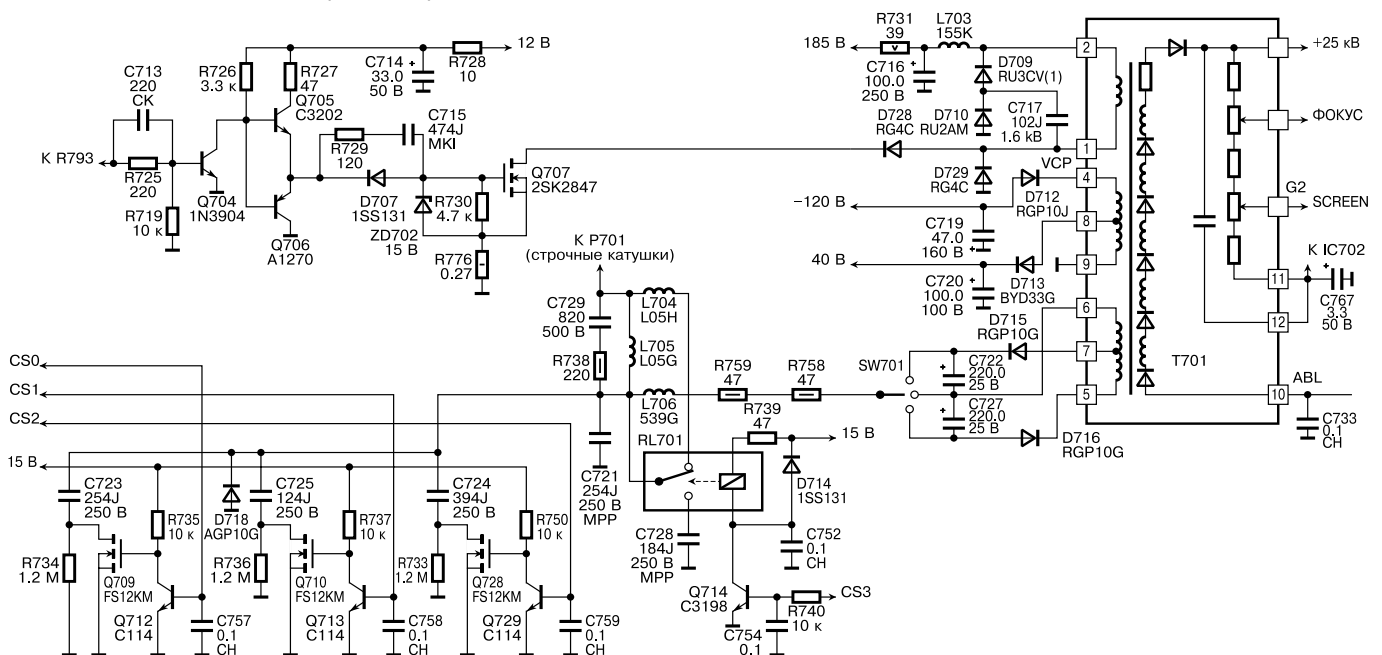 12 В
R728
10
C714
33.0
50 В
R726
3.3 к
R727
47
C713
220
СК
Q705
C3202
C715
474J
MKI
R729
120
К R793
R725
220
R719
10 к
Q704
1N3904
Q706
A1270
D707
1SS131
ZD702
15 В
R730
4.7 к
Q707
2SK2847
R776
0.27
185 В
R731
39
L703
155K
C716
100.0
250 В
D709
RU3CV(1)
D710
RU2AM
C717
102J
1.6 kВ
D728
RG4C
D729
RG4C
VCP
D712
RGP10J
-120 В
C719
47.0
160 В
40 В
C720
100.0
100 В
D713
BYD33G
2
1
4
8
9
6
7
5
T701
+25 кВ
ФОКУС
G2
SCREEN
К IC702
11
C767
3.3
50 В
12
10
ABL
C733
0.1
CH
К P701
(строчные катушки)
C729
820
500 В
L704
L05H
L705
L05G
R738
220
L706
539G
R759
47
R758
47
SW701
D715
RGP10G
C722
220.0
25 В
C727
220.0
25 В
D716
RGP10G
R739
47
15 В
RL701
D714
1SS131
C721
254J
250 В
MPP
C728
184J
250 В
MPP
C752
0.1
CH
Q714
C3198
R740
10 к
CS3
C754
0.1
CS0
CS1
CS2
15 В
C723
254J
250 В
R735
10 к
D718
AGP10G
C725
124J
250 В
R737
10 к
C724
394J
250 В
R750
10 к
R734
1.2 М
Q709
FS12KM
R736
1.2 М
Q710
FS12KM
R733
1.2 М
Q728
FS12KM
Q712
C114
C757
0.1
CH
Q713
C114
C758
0.1
CH
Q729
C114
C759
0.1
CH